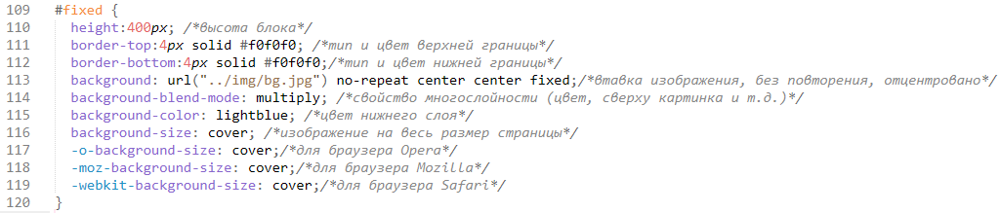 109 #fixed {
110 height:400px; /*высота блока*/
111 border-top:4px solid #f0f0f0; /*тип и цвет верхней границы*/
112 border-bottom:4px solid #f0f0f0;/*тип и цвет нижней границы*/
113 background: url("../img/bg.jpg") no-repeat center center fixed;/*втавка изображения, без повторения, отцентровано*/
114 background-blend-mode: multiply; /*свойство многослойности (цвет, сверху картинка и т.д.)*/
115 background-color: lightblue; /*цвет нижнего слоя*/
116 background-size: cover; /*изображение на весь размер страницы*/
117 -o-background-size: cover;/*для браузера Opera*/
118 -moz-background-size: cover;/*для браузера Mozilla*/
119 -webkit-background-size: cover;/*для браузера Safari*/
120 }